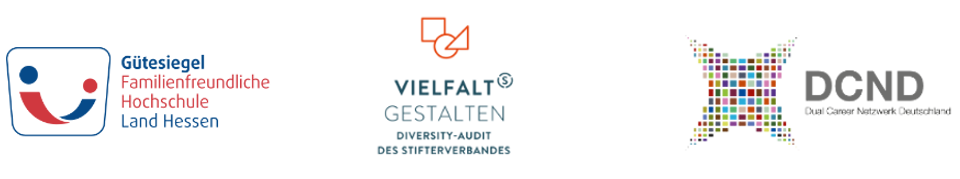 Gütesiegel
Familienfreundliche
Hochschule
Land Hessen
VIELFALT S
GESTALTEN
DIVERSITY-AUDIT
DES STIFTERVERBANDES
DCND
Dual Career Netzwerk Deutschland